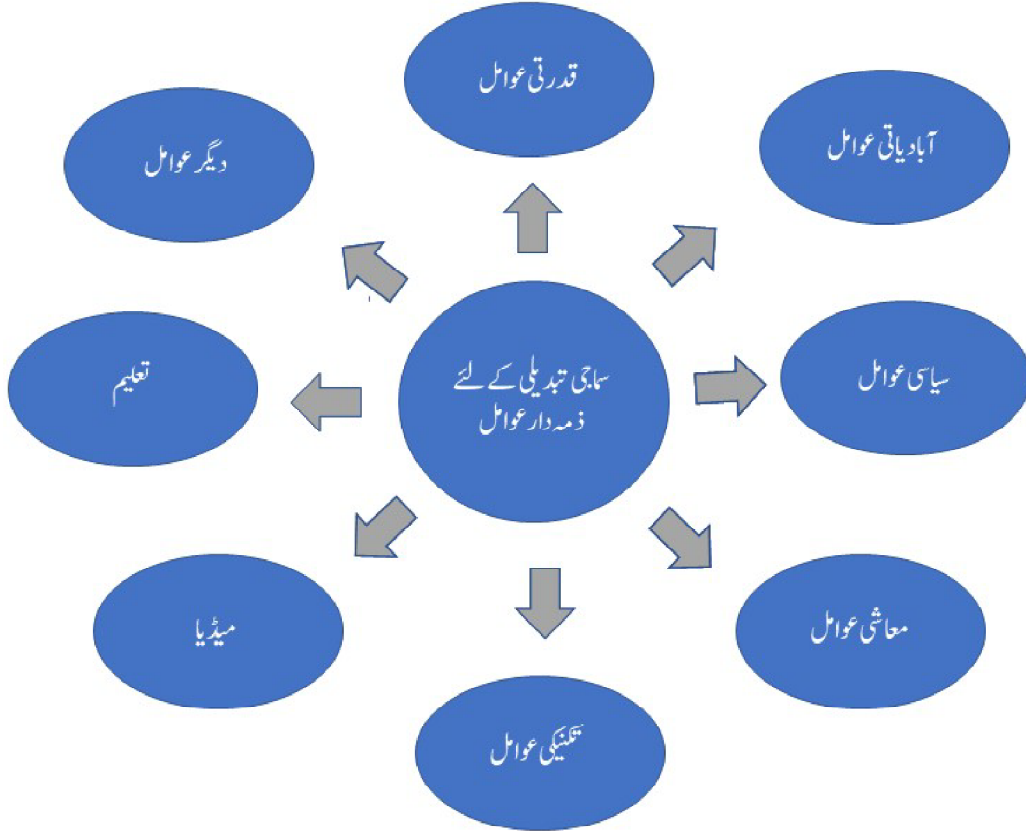 قدرتی عوامل
آبادیاتی عوامل
دیگر عوامل
سماجی تبدیلی کے لئے
ذمہ دار عوامل
سیاسی عوامل
تعلیم
معاشی عوامل
میڈیا
تکنیکی عوامل